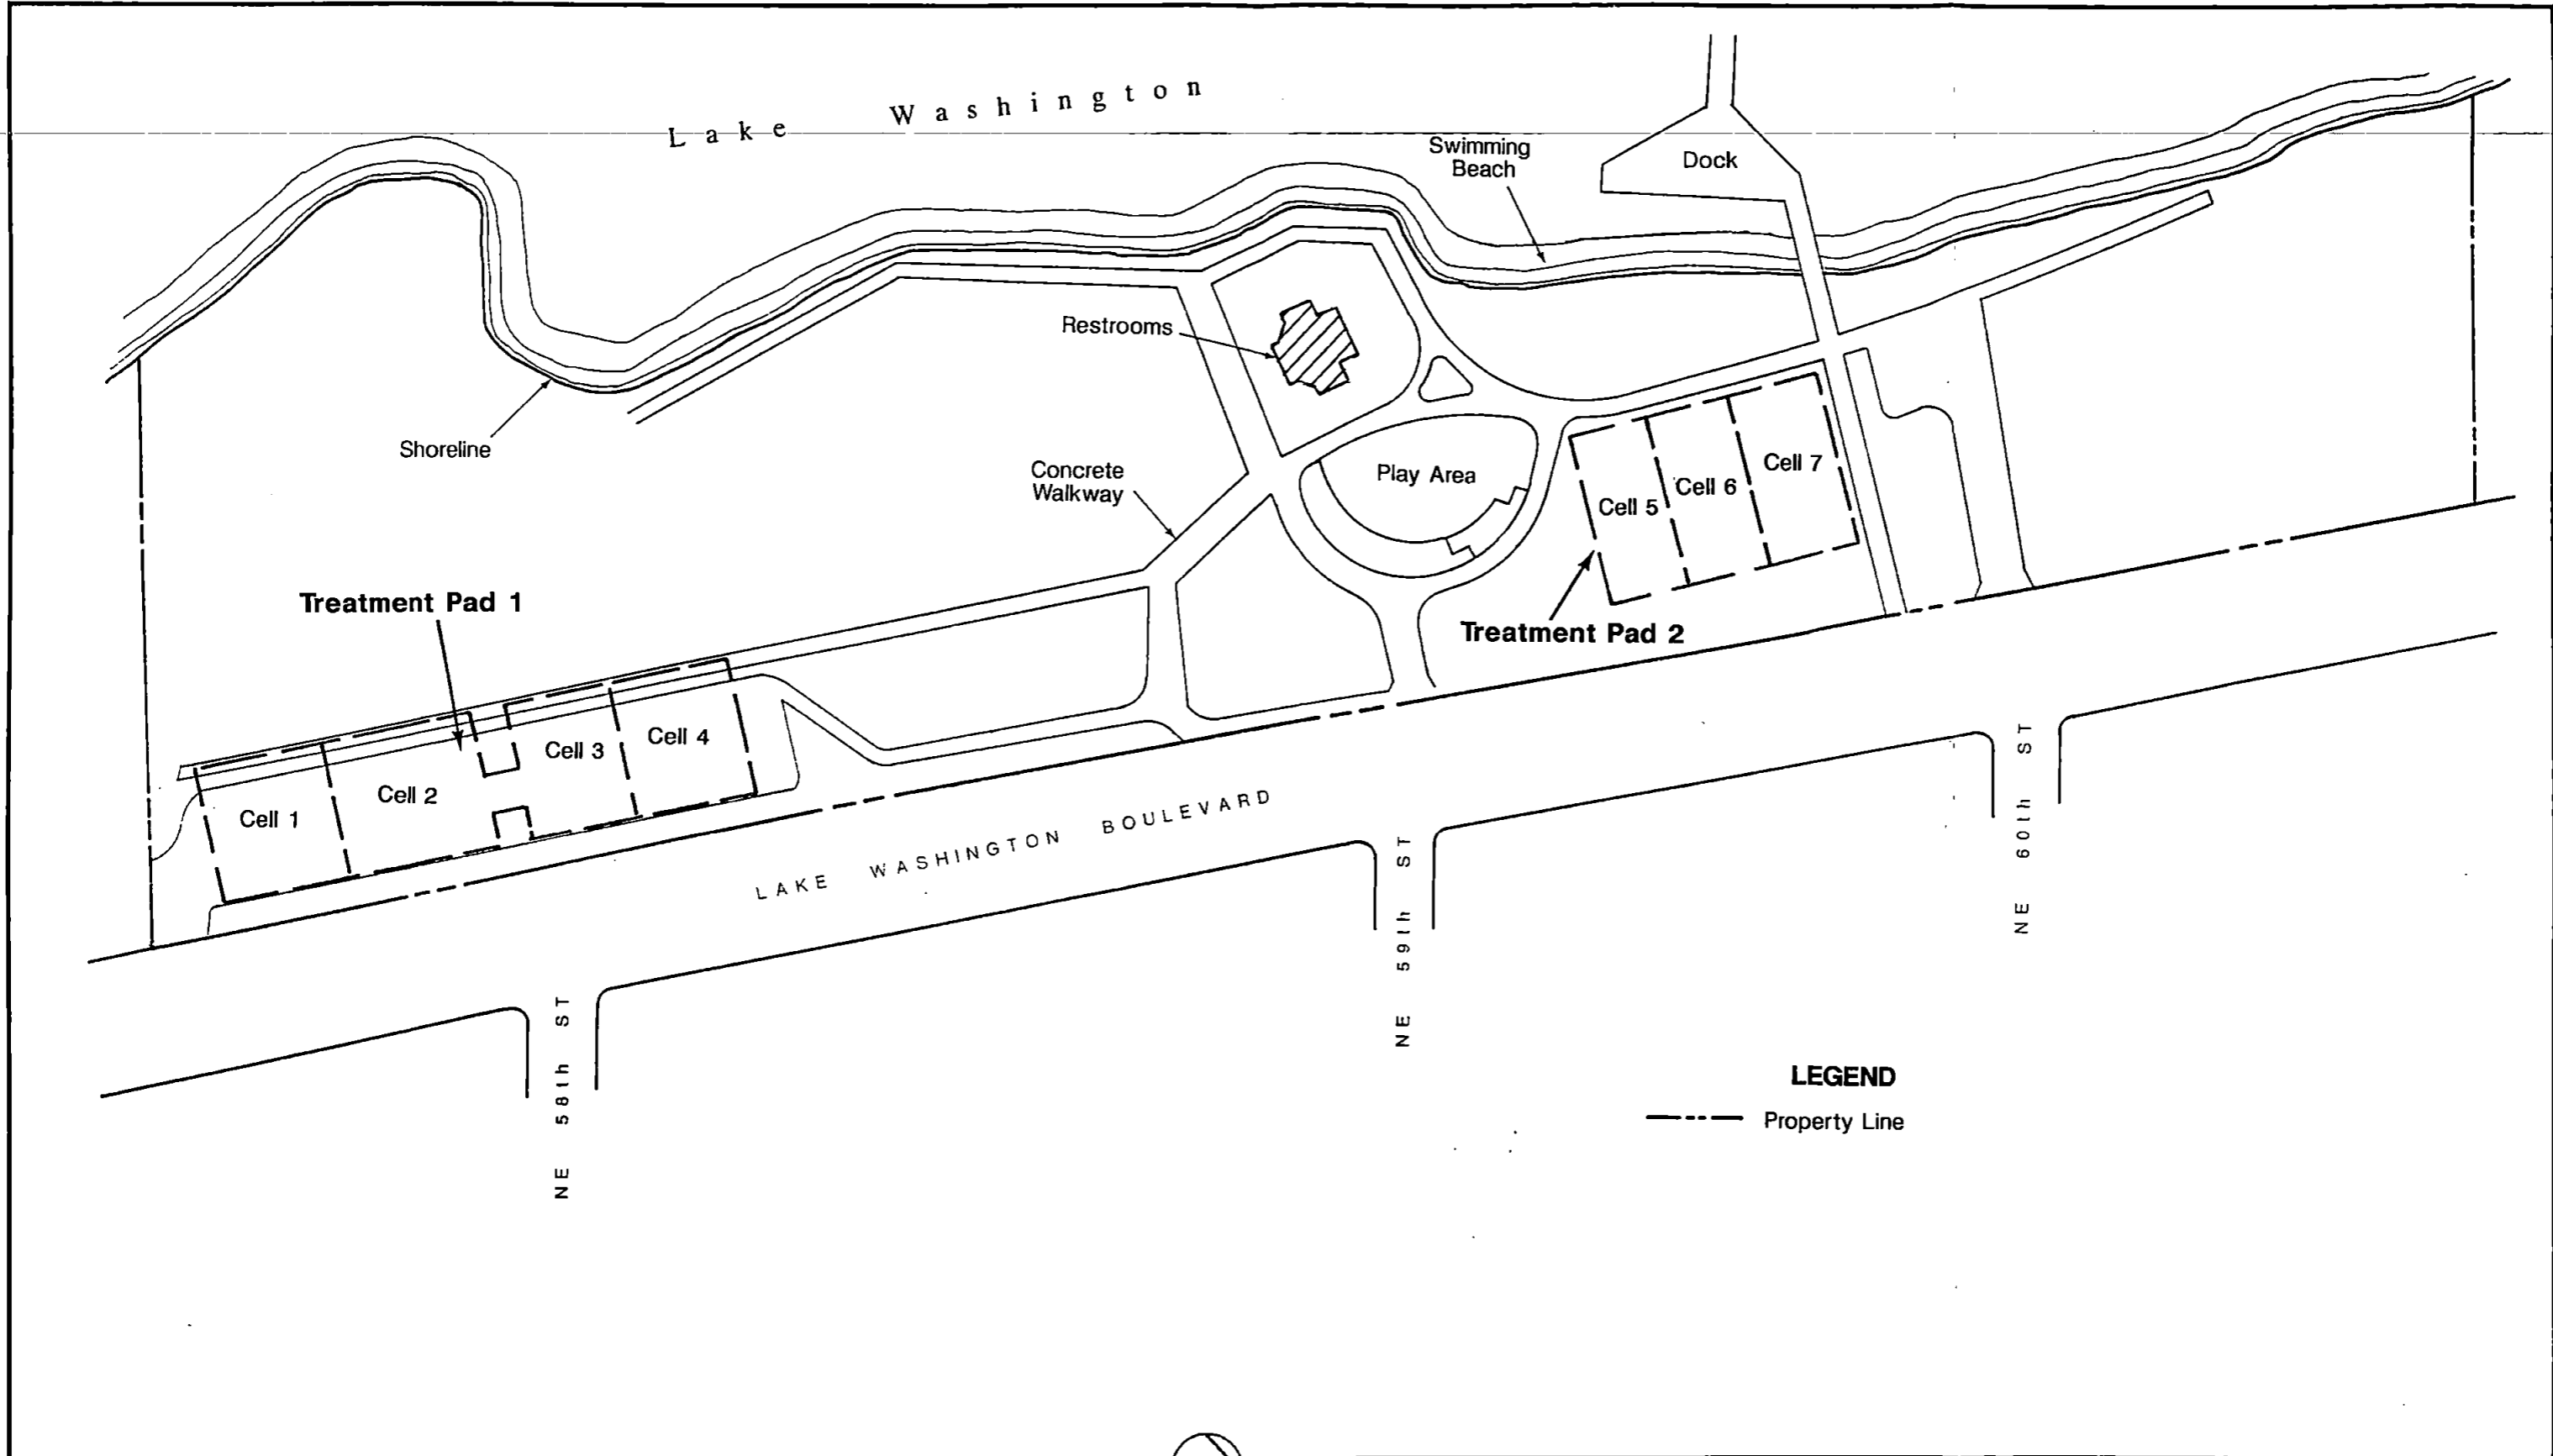 Lake Washington
Swimming
Beach
Dock
Restrooms
Shoreline
Concrete
Walkway
Play Area
Cell 5
Cell 6
Cell 7
Treatment Pad 1
Treatment Pad 2
Cell 1
Cell 2
Cell 3
Cell 4
LAKE WASHINGTON BOULEVARD
NE 58th ST
NE 59th ST
NE 60th ST
LEGEND
Property Line